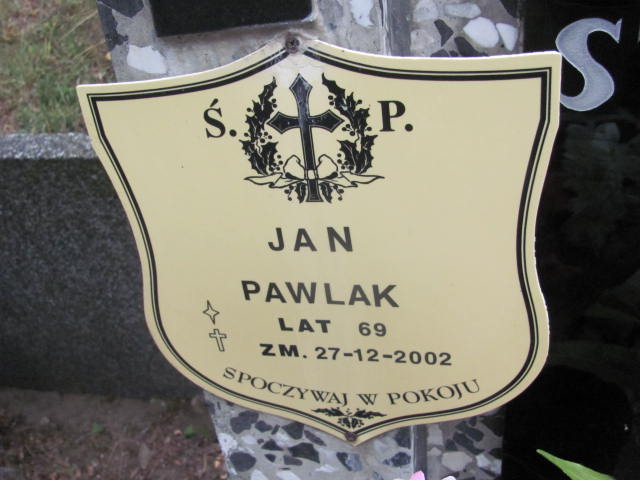 Ś. P.
JAN
PAWLAK
LAT 69
ZM. 27-12-2002
SPOCZYWAJ W POKOJU
S